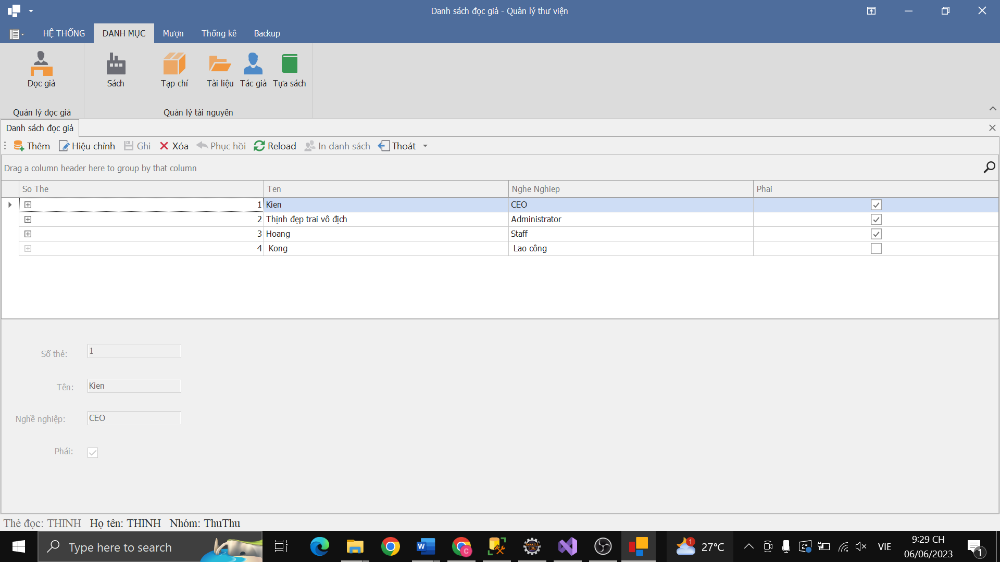 Danh sách đọc giả - Quản lý thư viện
HỆ THỐNG DANH MỤC Mượn Thống kê Backup
Đọc giả Sách Tạp chí Tài liệu Tác giả Tựa sách
Quản lý đọc giả Quản lý tài nguyên
Danh sách đọc giả
Thêm Hiệu chỉnh Ghi Xóa Phục hồi Reload In danh sách Thoát
Drag a column header here to group by that column
So The Ten Nghe Nghiep Phai
1 Kien CEO
2 Thịnh đẹp trai vô địch Administrator
3 Hoang Staff
4 Kong Lao công
Số thẻ: 1
Tên: Kien
Nghề nghiệp: CEO
Phái:
Thẻ đọc: THINH Họ tên: THINH Nhóm: ThuThu
Type here to search
W
C
Java EE
IDE
1
27°C
VIE
9:29 CH
06/06/2023
1